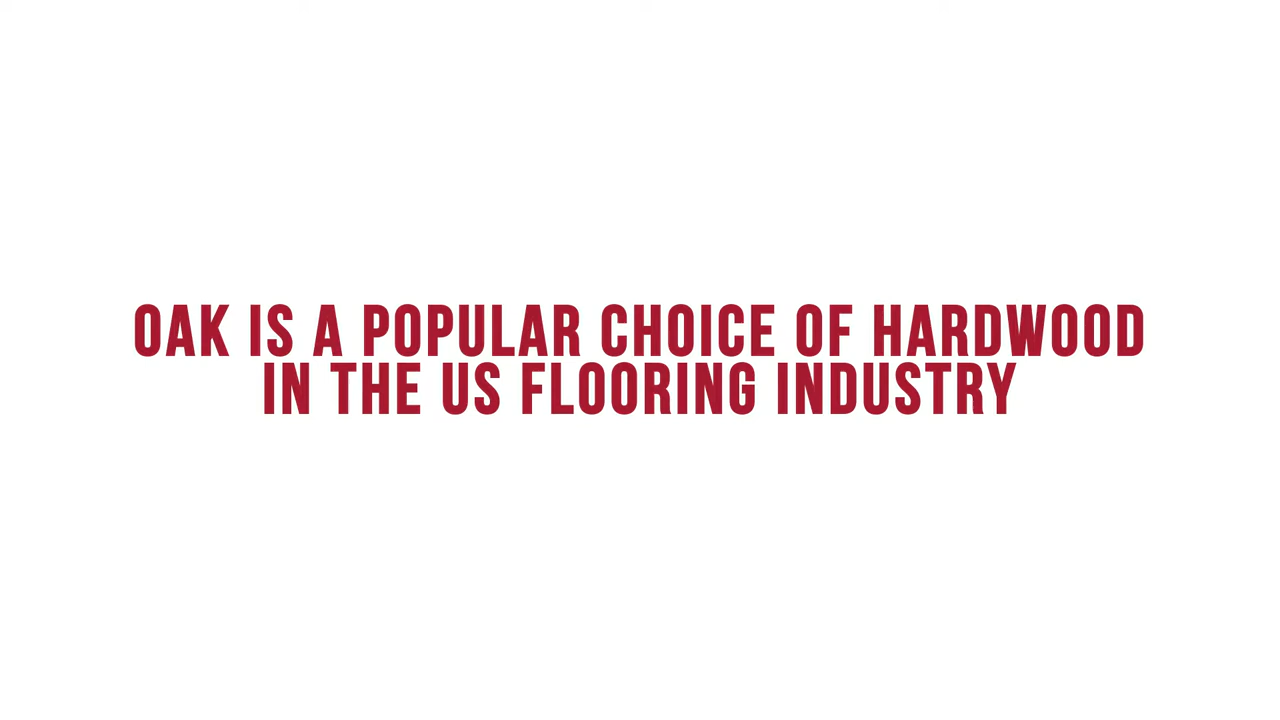 OAK IS A POPULAR CHOICE OF HARDWOOD
IN THE US FLOORING INDUSTRY